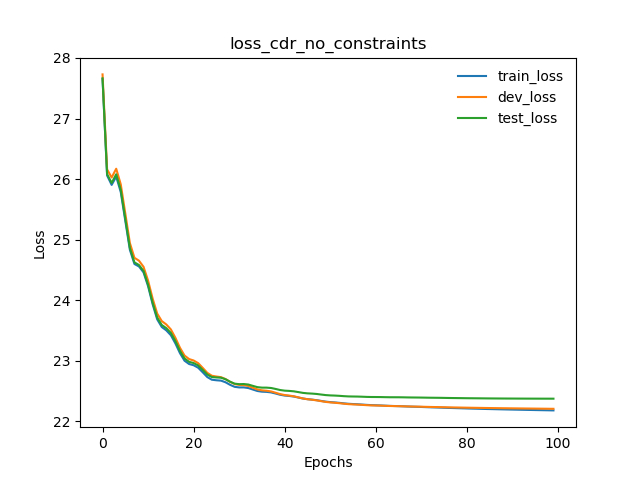 loss_cdr_no_constraints
28
27
26
25
24
23
22
Loss
train_loss
dev_loss
test_loss
0 20 40 60 80 100
Epochs